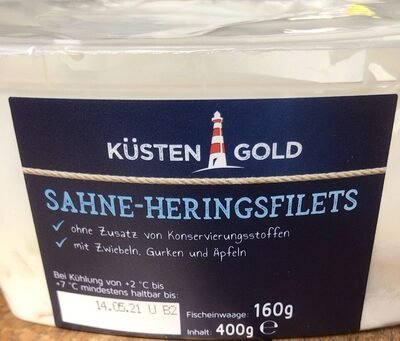 KÜSTEN GOLD
SAHNE-HERINGSFILETS
✓ ohne Zusatz von Konservierungsstoffen
✓ mit Zwiebeln, Gurken und Äpfeln
Bei Kühlung von +2 °C bis
+7 °C mindestens haltbar bis:
14.05.21 U B2
Fischeinwaage: 160g
Inhalt: 400g ℮